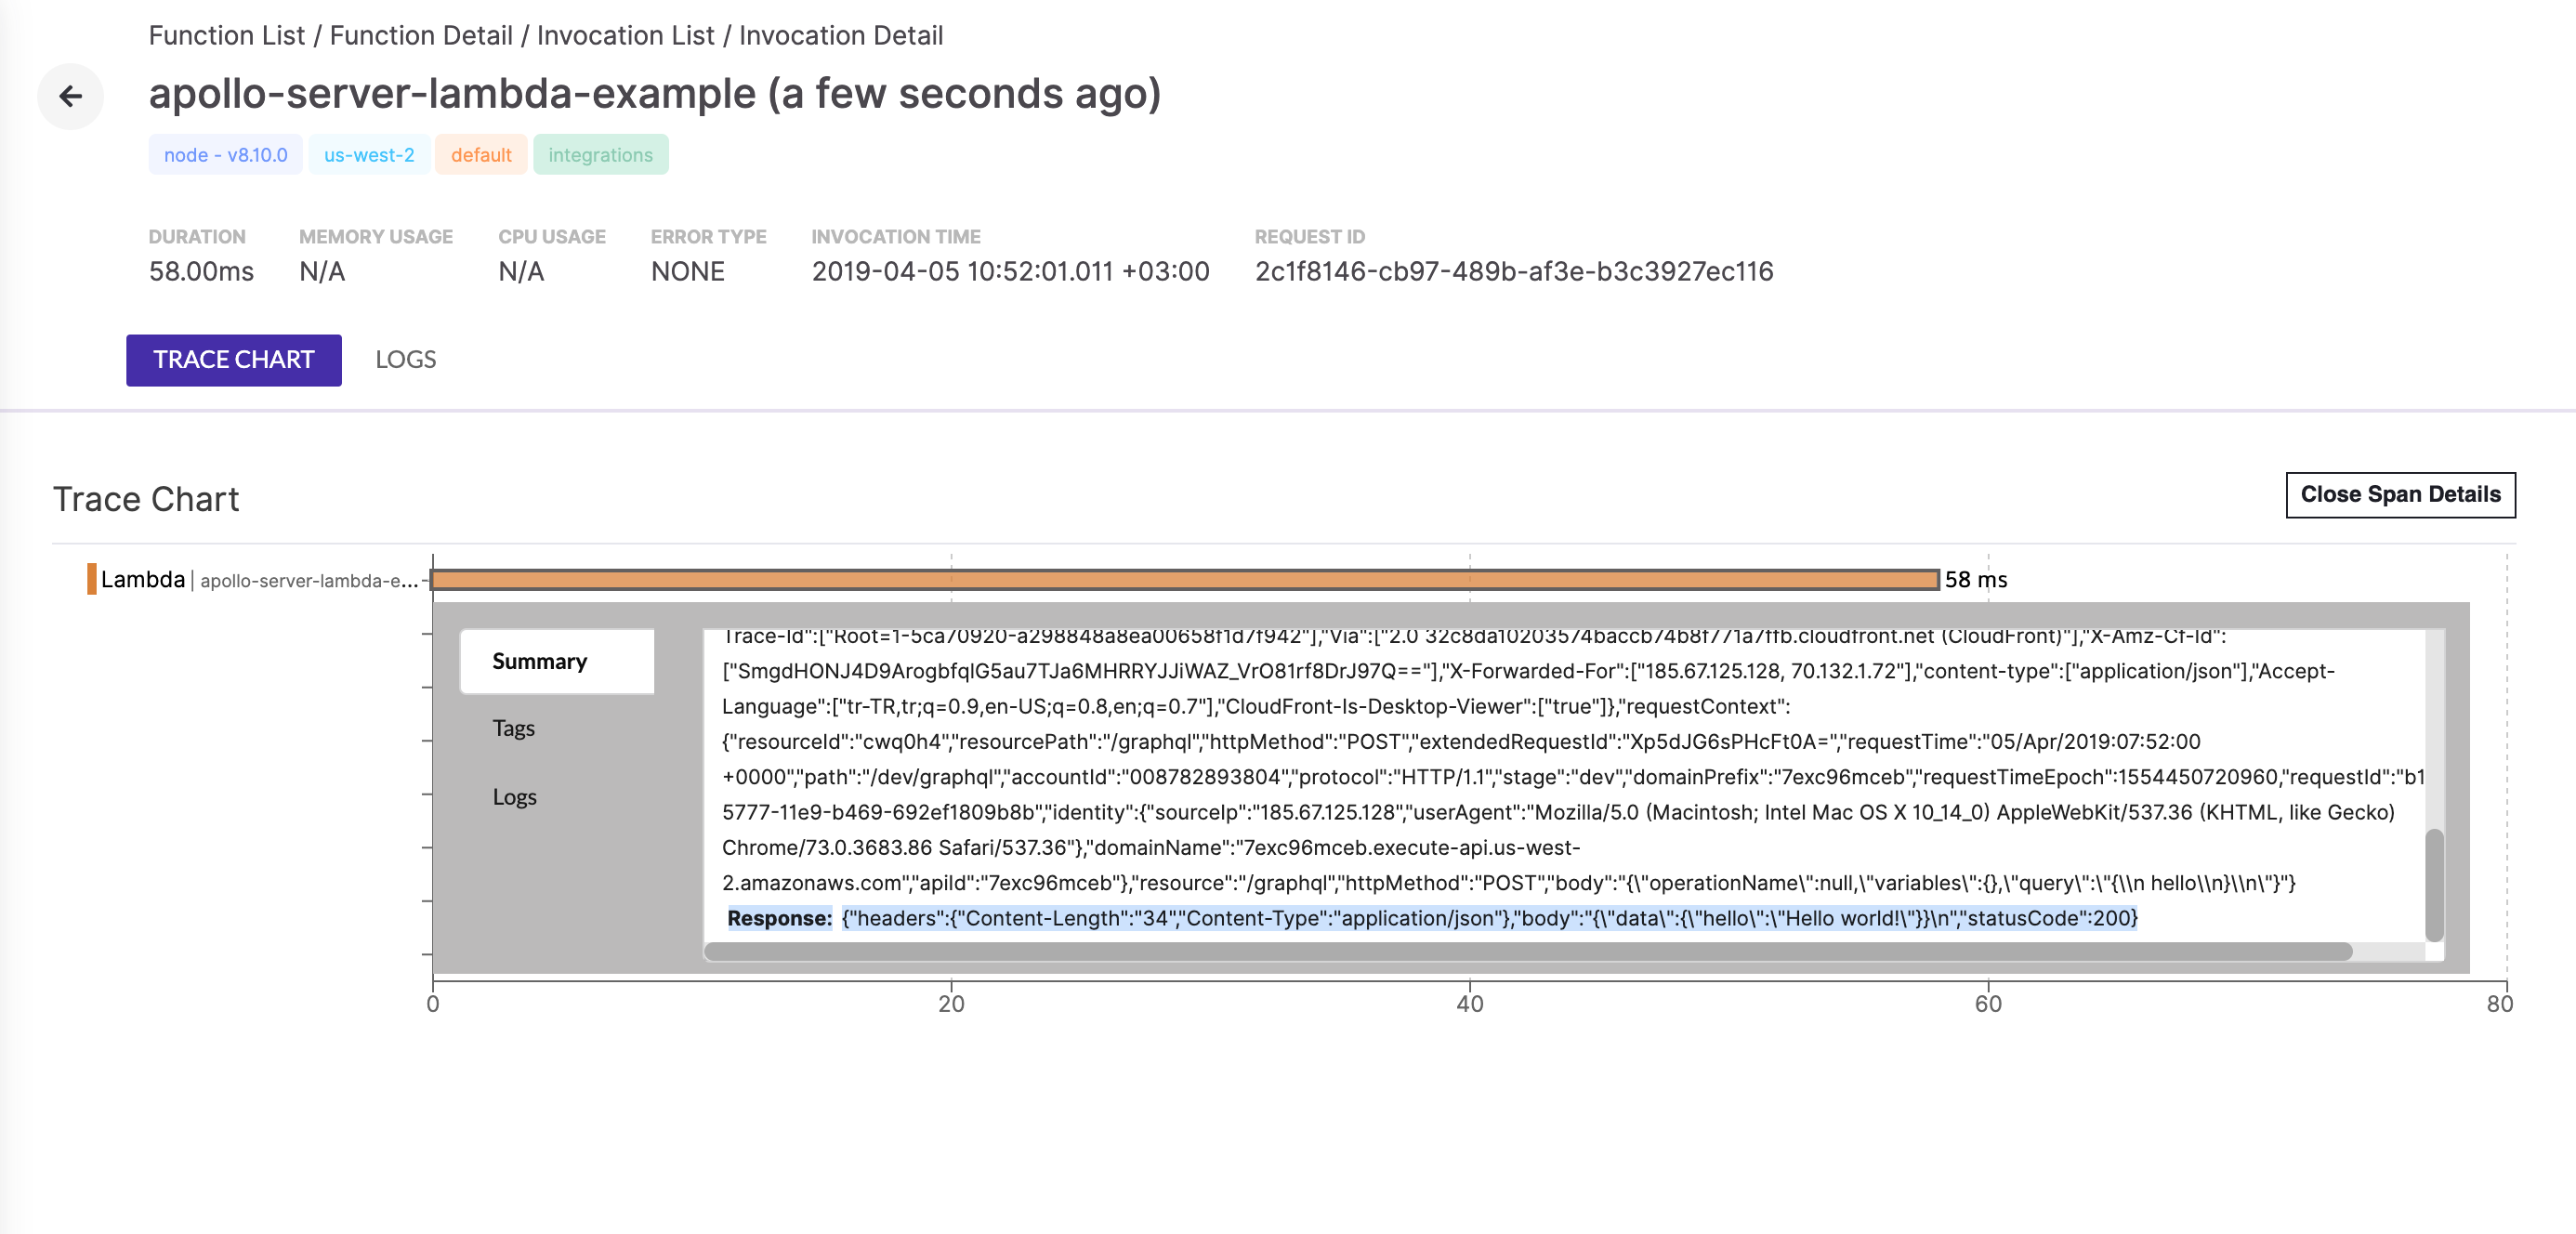 Function List / Function Detail / Invocation List / Invocation Detail
apollo-server-lambda-example (a few seconds ago)
node - v8.10.0 us-west-2 default integrations
DURATION MEMORY USAGE CPU USAGE ERROR TYPE INVOCATION TIME REQUEST ID
58.00ms N/A N/A NONE 2019-04-05 10:52:01.011 +03:00 2c1f8146-cb97-489b-af3e-b3c3927ec116
TRACE CHART LOGS
Trace Chart
Close Span Details
Lambda | apollo-server-lambda-e... 58 ms
Summary
Tags
Logs
Trace-Id":["Root=1-5ca70920-a298848a8ea00658f1d7f942"],"Via":["2.0 32c8da10203574baccb74b8f771a7ffb.cloudfront.net (CloudFront)"],"X-Amz-Cf-Id":
["SmgdHONJ4D9ArogbfqlG5au7TJa6MHRRYJJiWAZ_VrO81rf8DrJ97Q=="],"X-Forwarded-For":["185.67.125.128, 70.132.1.72"],"content-type":["application/json"],"Accept-
Language":["tr-TR,tr;q=0.9,en-US;q=0.8,en;q=0.7"],"CloudFront-Is-Desktop-Viewer":["true"]},"requestContext":
{"resourceId":"cwq0h4","resourcePath":"/graphql","httpMethod":"POST","extendedRequestId":"Xp5dJG6sPHcFt0A=","requestTime":"05/Apr/2019:07:52:00
+0000","path":"/dev/graphql","accountId":"008782893804","protocol":"HTTP/1.1","stage":"dev","domainPrefix":"7exc96mceb","requestTimeEpoch":1554450720960,"requestId":"b1
5777-11e9-b469-692ef1809b8b","identity":{"sourceIp":"185.67.125.128","userAgent":"Mozilla/5.0 (Macintosh; Intel Mac OS X 10_14_0) AppleWebKit/537.36 (KHTML, like Gecko)
Chrome/73.0.3683.86 Safari/537.36"},"domainName":"7exc96mceb.execute-api.us-west-
2.amazonaws.com","apiId":"7exc96mceb"},"resource":"/graphql","httpMethod":"POST","body":"{\"operationName\":null,\"variables\":{},\"query\":\"{\\n hello\\n}\\n\"}"}
Response: {"headers":{"Content-Length":"34","Content-Type":"application/json"},"body":"{\"data\":{\"hello\":\"Hello world!\"}}\n","statusCode":200}
0 20 40 60 80